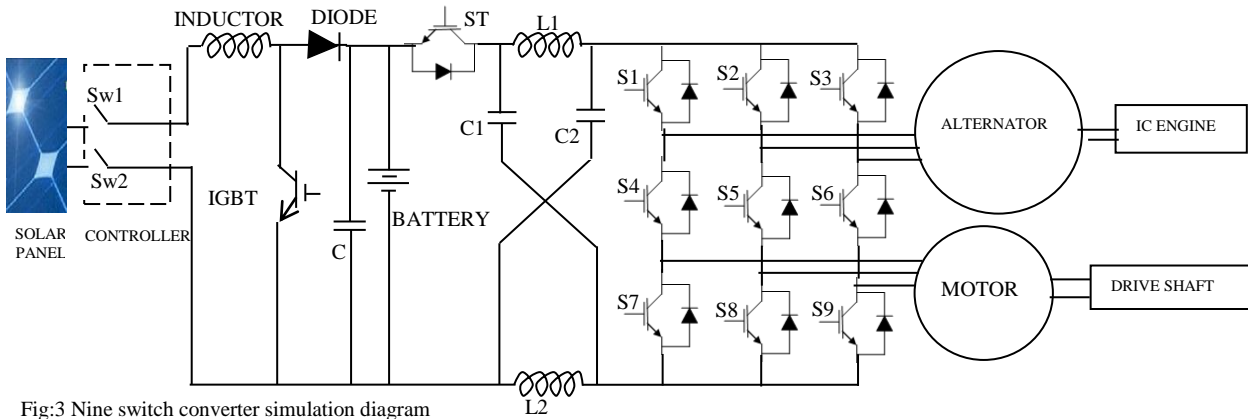 INDUCTOR
DIODE
ST
L1
Sw1
Sw2
SOLAR
PANEL
CONTROLLER
IGBT
C
BATTERY
C1
C2
L2
S1
S2
S3
S4
S5
S6
S7
S8
S9
ALTERNATOR
IC ENGINE
MOTOR
DRIVE SHAFT
Fig:3 Nine switch converter simulation diagram